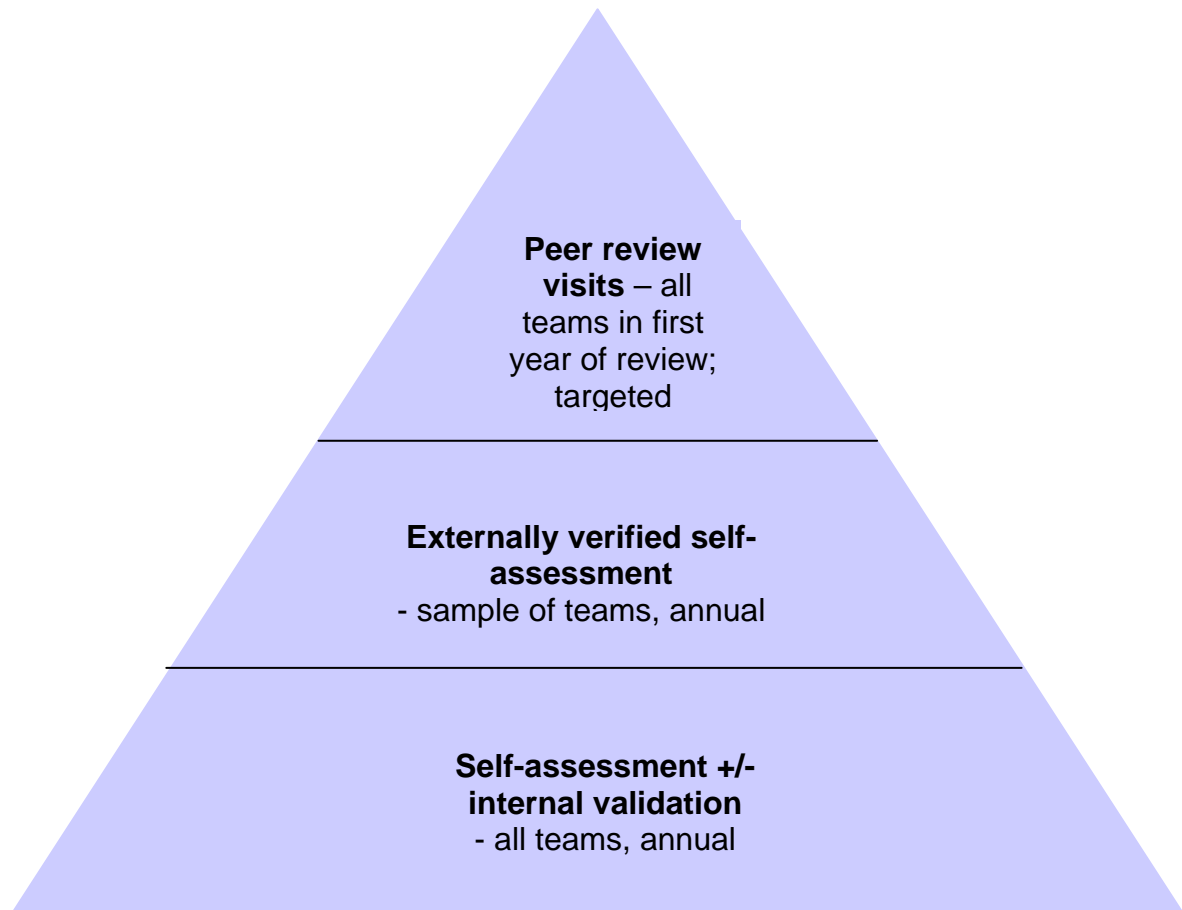 Peer review
visits – all
teams in first
year of review;
targeted
Externally verified self-
assessment
- sample of teams, annual
Self-assessment +/-
internal validation
- all teams, annual